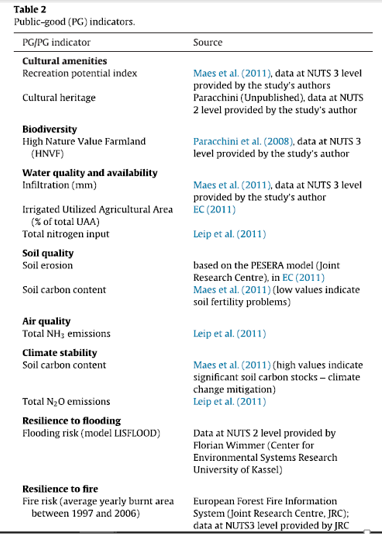 Table 2
Public-good (PG) indicators.
PG/PG indicator Source
Cultural amenities
Recreation potential index Maes et al. (2011), data at NUTS 3 level
provided by the study's authors
Cultural heritage Paracchini (Unpublished), data at NUTS
2 level provided by the study's author
Biodiversity
High Nature Value Farmland Paracchini et al. (2008), data at NUTS 3
(HNVF) level provided by the study's author
Water quality and availability
Infiltration (mm) Maes et al. (2011), data at NUTS 3 level
provided by the study's author
Irrigated Utilized Agricultural Area EC (2011)
(% of total UAA)
Total nitrogen input Leip et al. (2011)
Soil quality
Soil erosion based on the PESERA model (Joint
Research Centre), in EC (2011)
Soil carbon content Maes et al. (2011) (low values indicate
soil fertility problems)
Air quality
Total NH₃ emissions Leip et al. (2011)
Climate stability
Soil carbon content Maes et al. (2011) (high values indicate
significant soil carbon stocks – climate
change mitigation)
Total N₂O emissions Leip et al. (2011)
Resilience to flooding
Flooding risk (model LISFLOOD) Data at NUTS 2 level provided by
Florian Wimmer (Center for
Environmental Systems Research
University of Kassel)
Resilience to fire
Fire risk (average yearly burnt area European Forest Fire Information
between 1997 and 2006) System (Joint Research Centre, JRC);
data at NUTS3 level provided by JRC